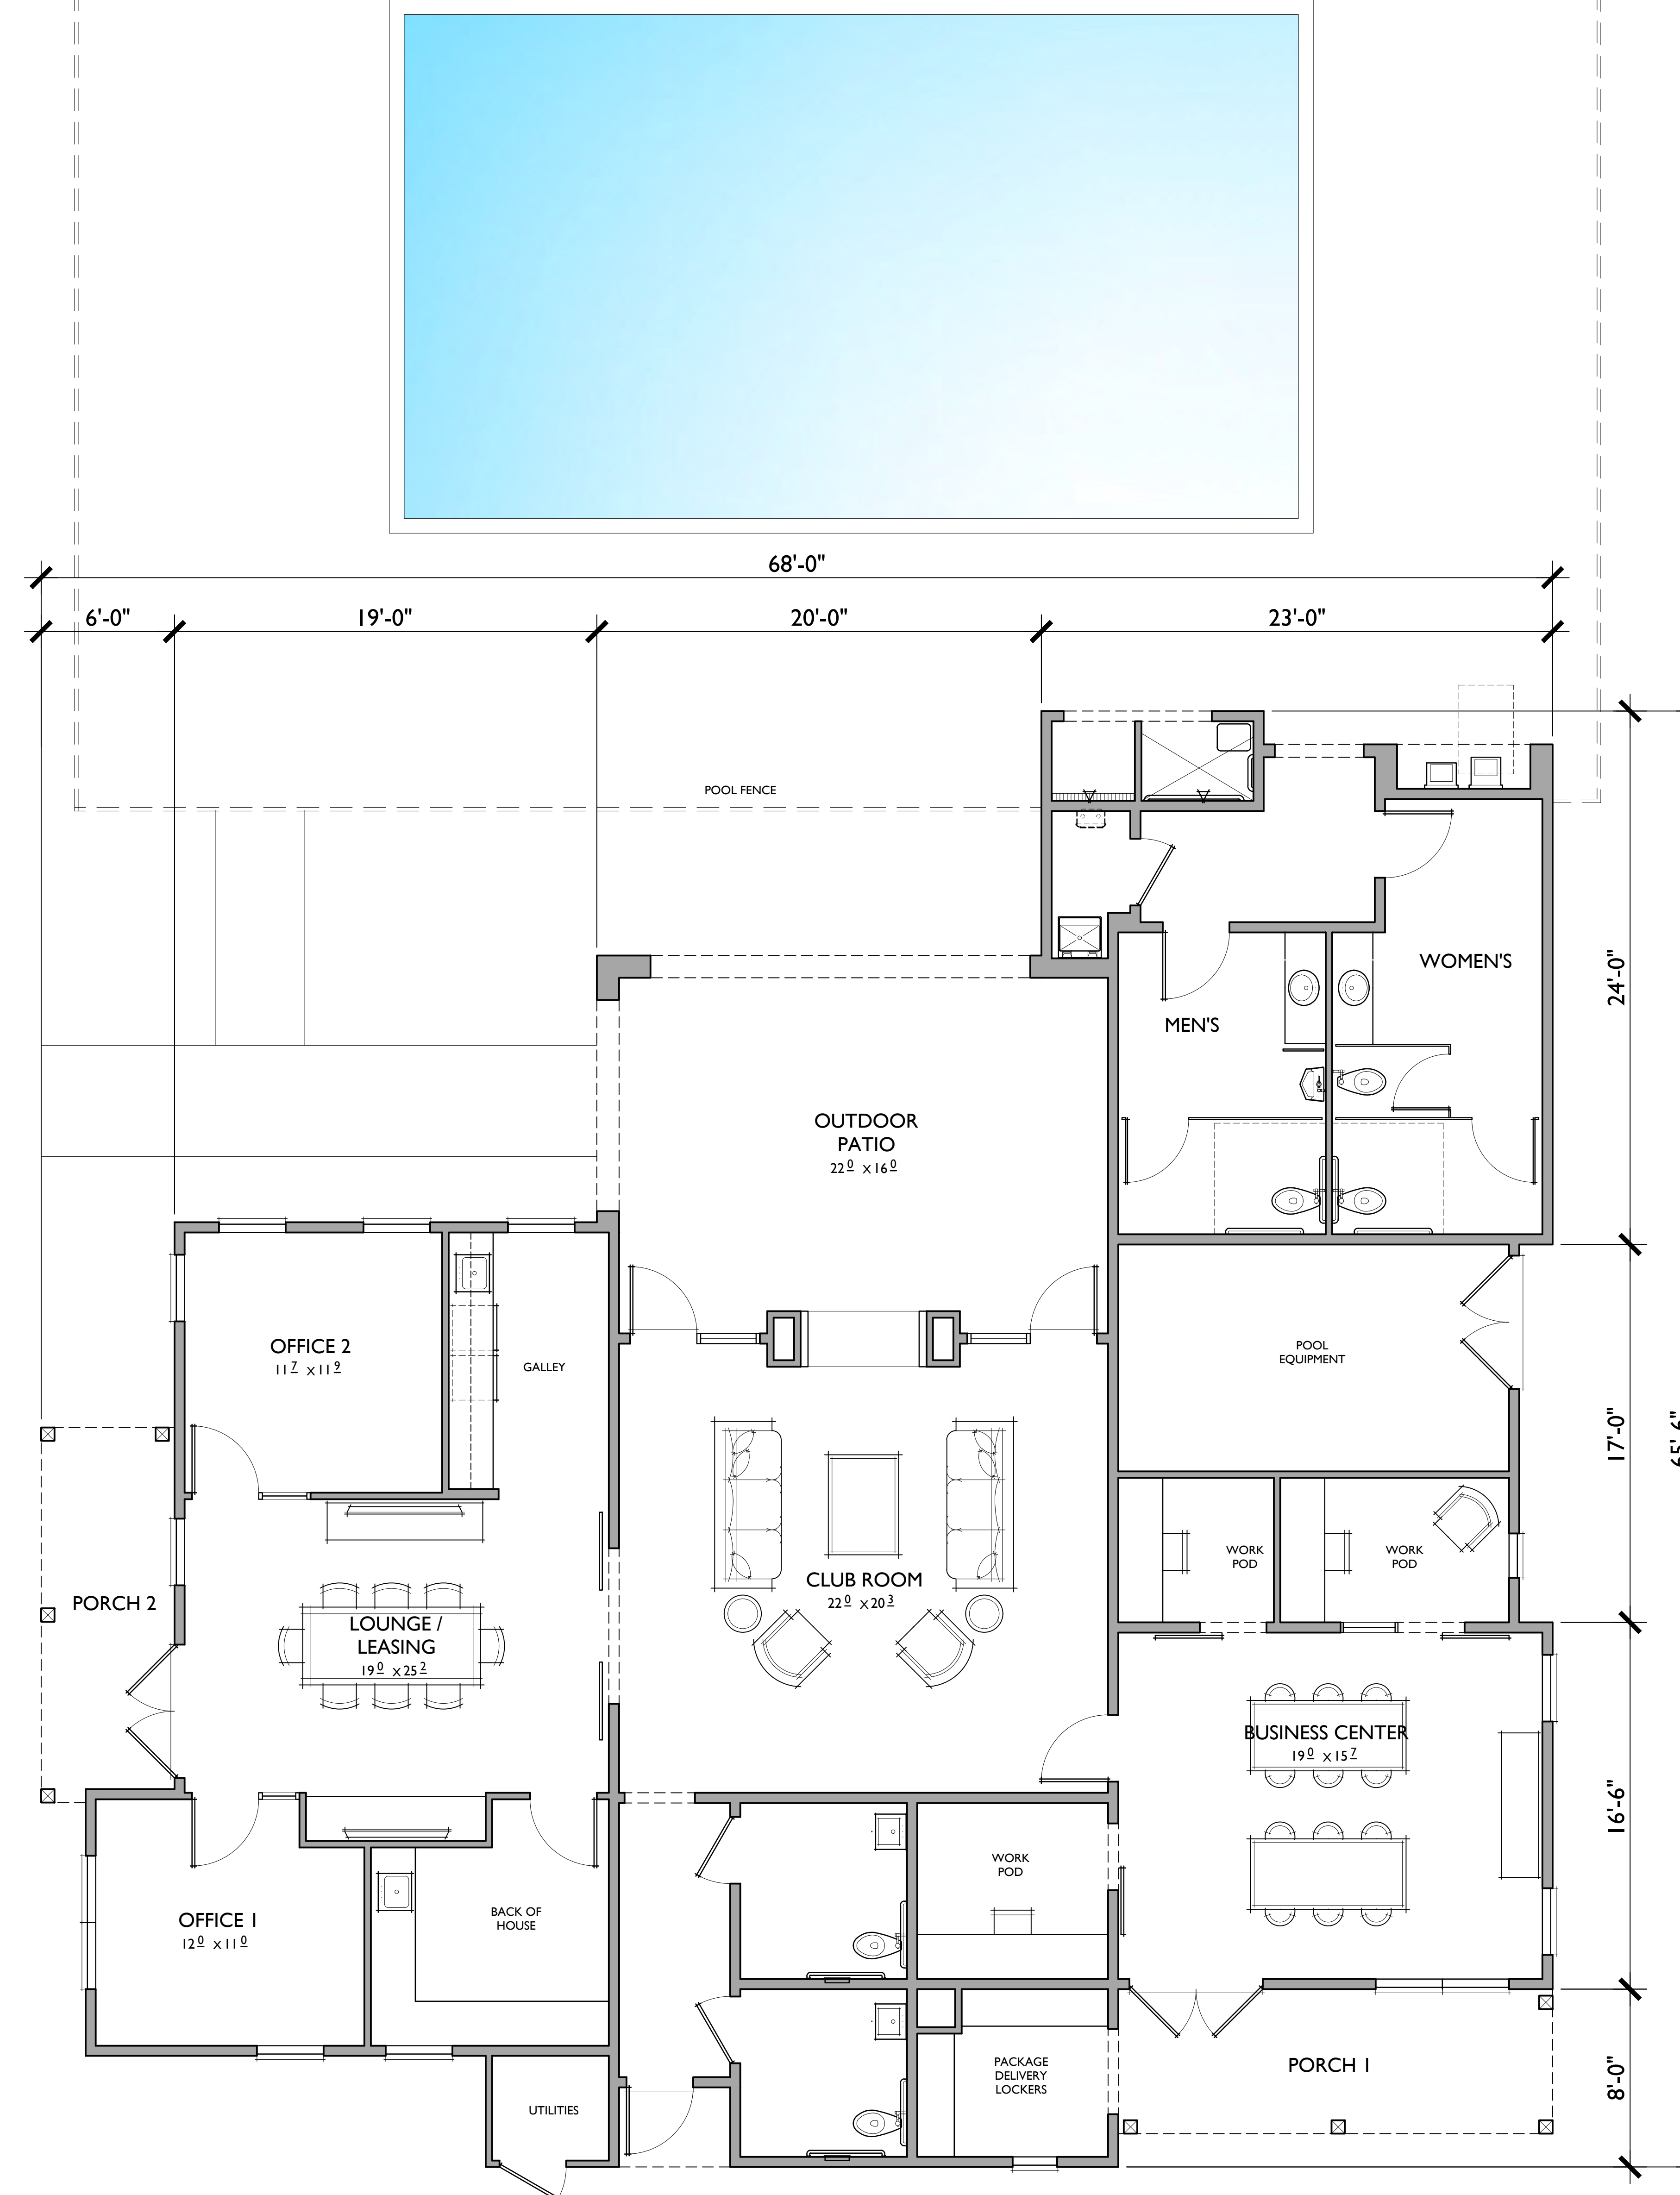 68'-0"
6'-0"
19'-0"
20'-0"
23'-0"
POOL FENCE
WOMEN'S
24'-0"
MEN'S
OUTDOOR
PATIO
22 0 X 16 0
OFFICE 2
11 7 X 11 9
GALLEY
POOL
EQUIPMENT
17'-0"
65'-6"
WORK
POD
WORK
POD
PORCH 2
CLUB ROOM
22 0 X 20 3
LOUNGE /
LEASING
19 0 X 25 2
BUSINESS CENTER
19 0 X 15 7
16'-6"
WORK
POD
OFFICE 1
12 0 X 11 0
BACK OF
HOUSE
PACKAGE
DELIVERY
LOCKERS
PORCH 1
8'-0"
UTILITIES